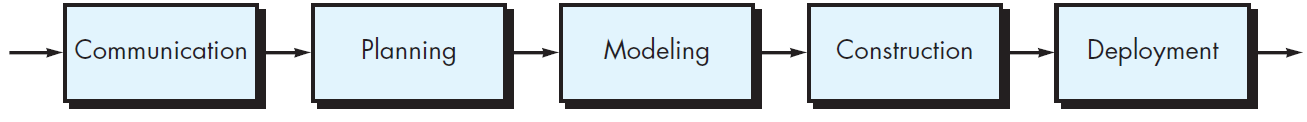 Communication
Planning
Modeling
Construction
Deployment